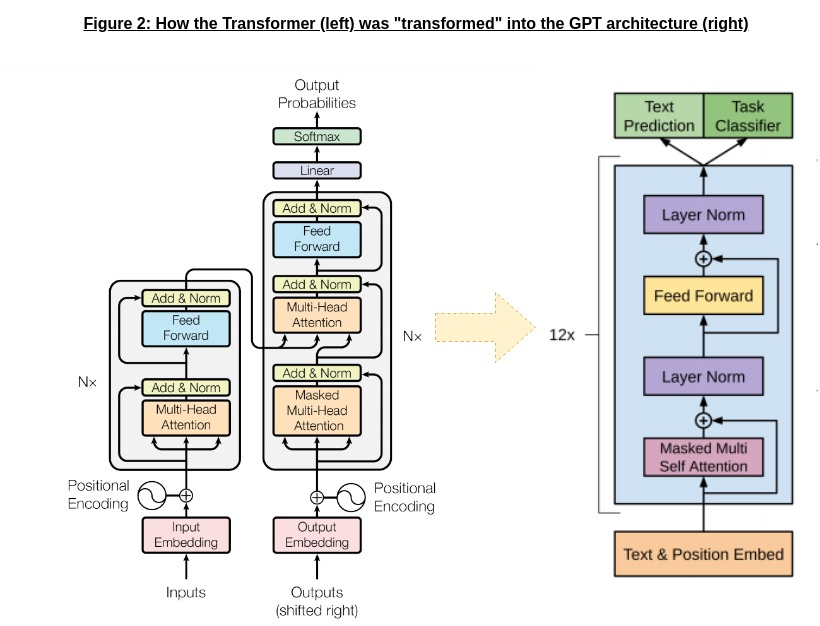 Figure 2: How the Transformer (left) was "transformed" into the GPT architecture (right)
Output
Probabilities
Softmax
Linear
Add & Norm
Feed
Forward
Add & Norm
Multi-Head
Attention
Add & Norm
Masked
Multi-Head
Attention
Nx
Add & Norm
Feed
Forward
Add & Norm
Multi-Head
Attention
Nx
Positional
Encoding
Positional
Encoding
Input
Embedding
Output
Embedding
Inputs
Outputs
(shifted right)
Text
Prediction
Task
Classifier
Layer Norm
Feed Forward
12x
Layer Norm
Masked Multi
Self Attention
Text & Position Embed